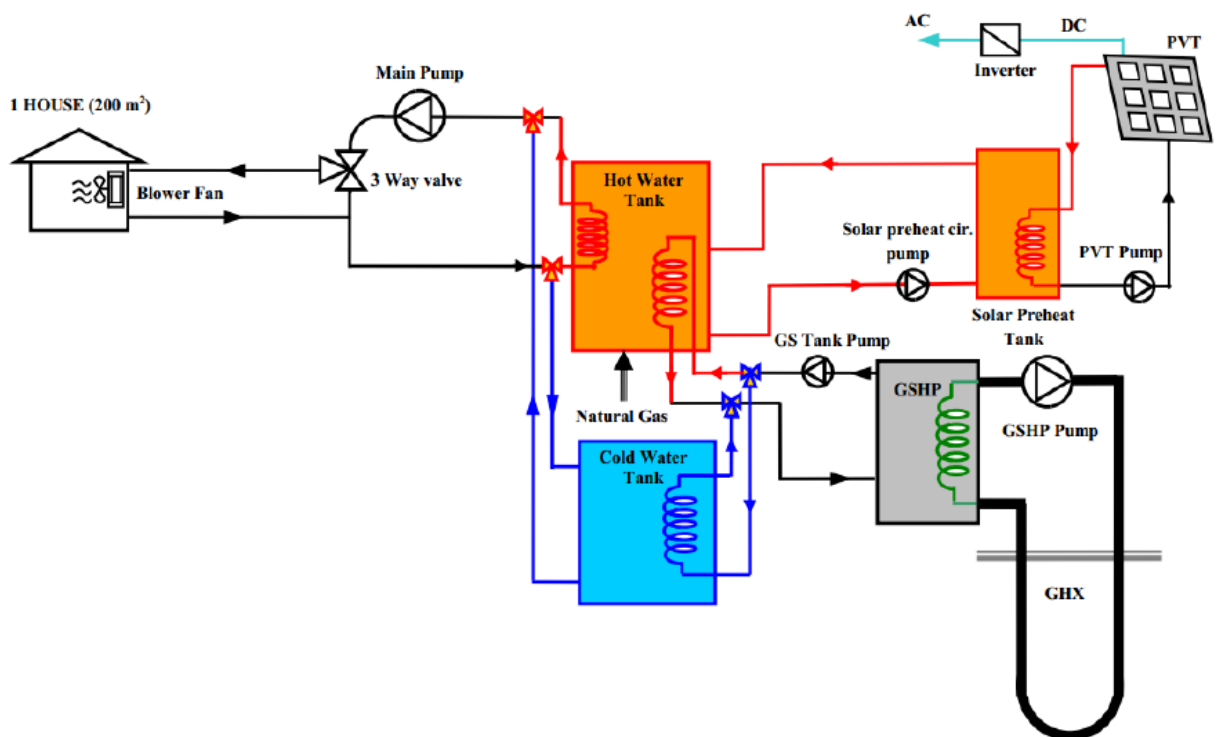 AC
DC
PVT
Inverter
Main Pump
1 HOUSE (200 m²)
3 Way valve
Blower Fan
Hot Water
Tank
Solar preheat cir.
pump
PVT Pump
Solar Preheat
Tank
GS Tank Pump
GSHP
GSHP Pump
Natural Gas
Cold Water
Tank
GHX